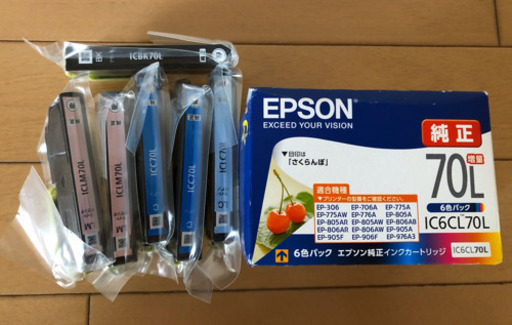 ICBK70L
BK
ICLM70L
LM
ICLM70L
LM
ICC70L
C
ICC70L
C
EPSON
EXCEED YOUR VISION
純正
▼目印は「さくらんぼ」
70L
増量
適合機種
▼プリンターの型番をご確認ください。
EP-306 EP-706A EP-775A
EP-775AW EP-776A EP-805A
EP-805AR EP-805AW EP-806AB
EP-806AR EP-806AW EP-905A
EP-905F EP-906F EP-976A3
6色パック
IC6CL70L
6色パック エプソン純正インクカートリッジ
IC6CL70L